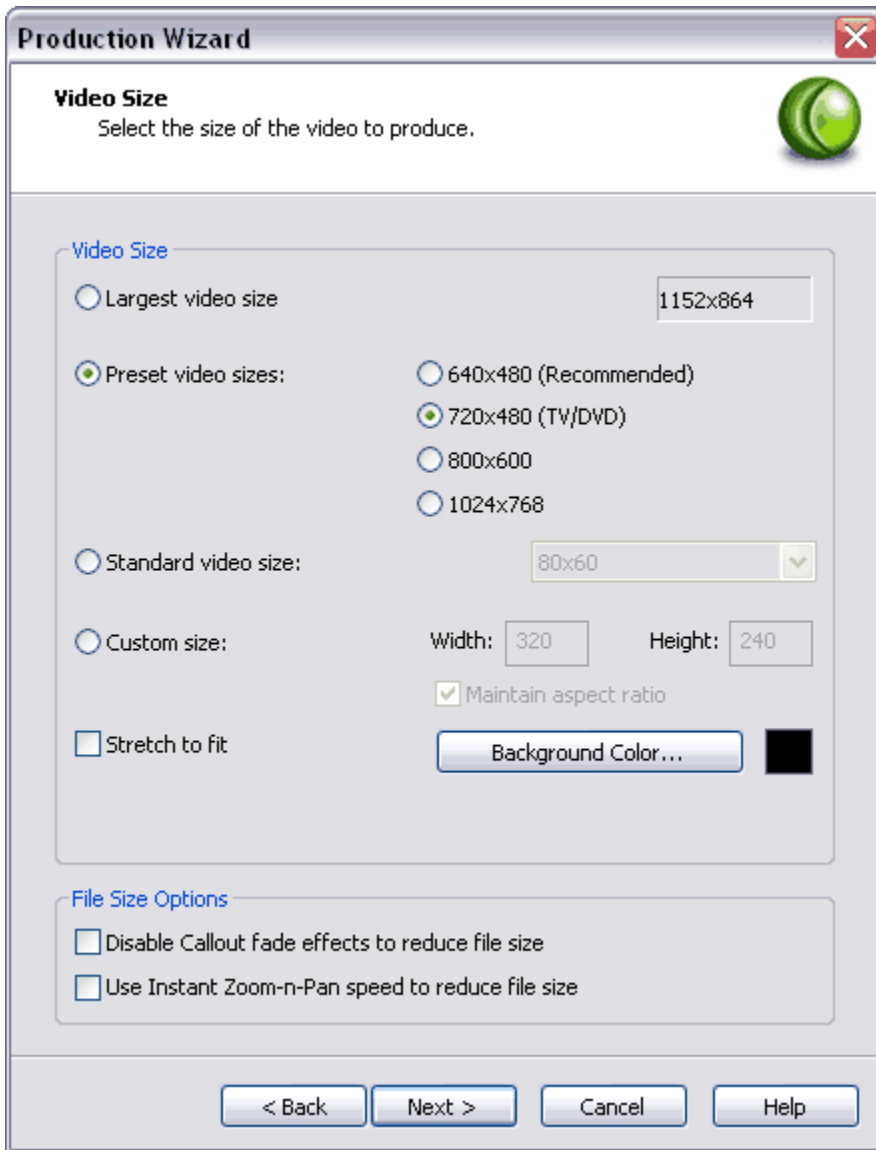 Production Wizard
Video Size
Select the size of the video to produce.
Video Size
Largest video size 1152x864
Preset video sizes: 640x480 (Recommended)
720x480 (TV/DVD)
800x600
1024x768
Standard video size: 80x60
Custom size: Width: 320 Height: 240
Maintain aspect ratio
Stretch to fit Background Color...
File Size Options
Disable Callout fade effects to reduce file size
Use Instant Zoom-n-Pan speed to reduce file size
< Back Next > Cancel Help